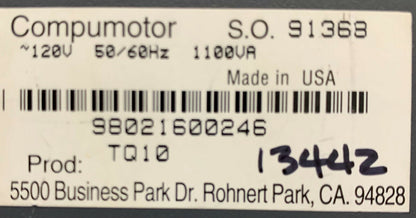 Compumotor S.O. 91368
~120V 50/60Hz 1100VA
Made in USA
98021600246
Prod: TQ10 13442
5500 Business Park Dr. Rohnert Park, CA. 94828